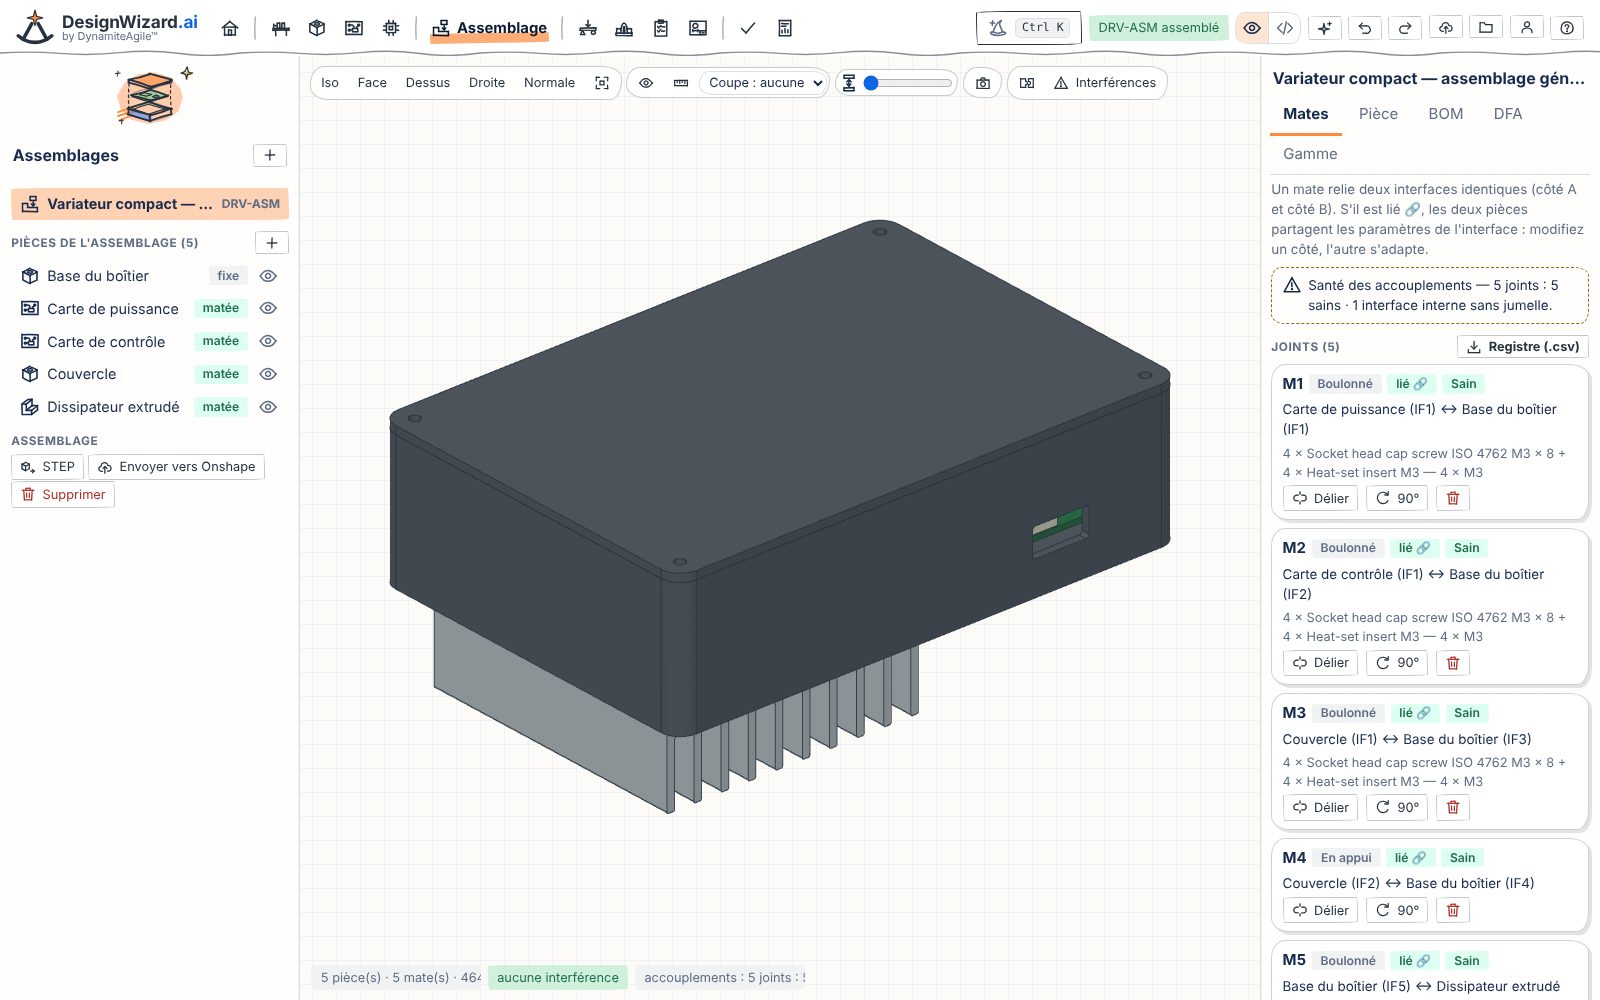 DesignWizard.ai
by DynamiteAgile™
Assemblage
Ctrl K
DRV-ASM assemblé
Assemblages
Variateur compact — ... DRV-ASM
PIÈCES DE L'ASSEMBLAGE (5)
Base du boîtier fixe
Carte de puissance matée
Carte de contrôle matée
Couvercle matée
Dissipateur extrudé matée
ASSEMBLAGE
STEP Envoyer vers Onshape
Supprimer
Iso Face Dessus Droite Normale Coupe : aucune Interférences
5 pièce(s) · 5 mate(s) · 464 aucune interférence accouplements : 5 joints :
Variateur compact — assemblage gén...
Mates Pièce BOM DFA
Gamme
Un mate relie deux interfaces identiques (côté A
et côté B). S'il est lié 🔗, les deux pièces
partagent les paramètres de l'interface : modifiez
un côté, l'autre s'adapte.
Santé des accouplements — 5 joints : 5
sains · 1 interface interne sans jumelle.
JOINTS (5) Registre (.csv)
M1 Boulonné lié 🔗 Sain
Carte de puissance (IF1) ↔ Base du boîtier
(IF1)
4 × Socket head cap screw ISO 4762 M3 × 8 +
4 × Heat-set insert M3 — 4 × M3
Délier 90°
M2 Boulonné lié 🔗 Sain
Carte de contrôle (IF1) ↔ Base du boîtier
(IF2)
4 × Socket head cap screw ISO 4762 M3 × 8 +
4 × Heat-set insert M3 — 4 × M3
Délier 90°
M3 Boulonné lié 🔗 Sain
Couvercle (IF1) ↔ Base du boîtier (IF3)
4 × Socket head cap screw ISO 4762 M3 × 8 +
4 × Heat-set insert M3 — 4 × M3
Délier 90°
M4 En appui lié 🔗 Sain
Couvercle (IF2) ↔ Base du boîtier (IF4)
Délier 90°
M5 Boulonné lié 🔗 Sain
Base du boîtier (IF5) ↔ Dissipateur extrudé